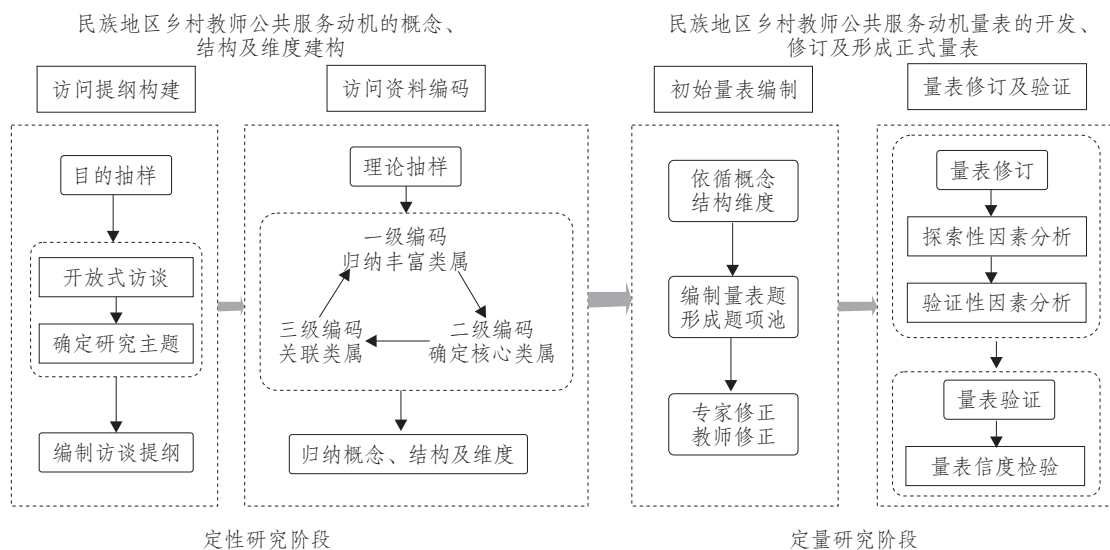 民族地区乡村教师公共服务动机的概念、
结构及维度建构
民族地区乡村教师公共服务动机量表的开发、
修订及形成正式量表
访问提纲构建
访问资料编码
初始量表编制
量表修订及验证
目的抽样
开放式访谈
确定研究主题
编制访谈提纲
理论抽样
一级编码
归纳丰富类属
三级编码
关联类属
二级编码
确定核心类属
归纳概念、结构及维度
依循概念
结构维度
编制量表题
形成题项池
专家修正
教师修正
量表修订
探索性因素分析
验证性因素分析
量表验证
量表信度检验
定性研究阶段
定量研究阶段